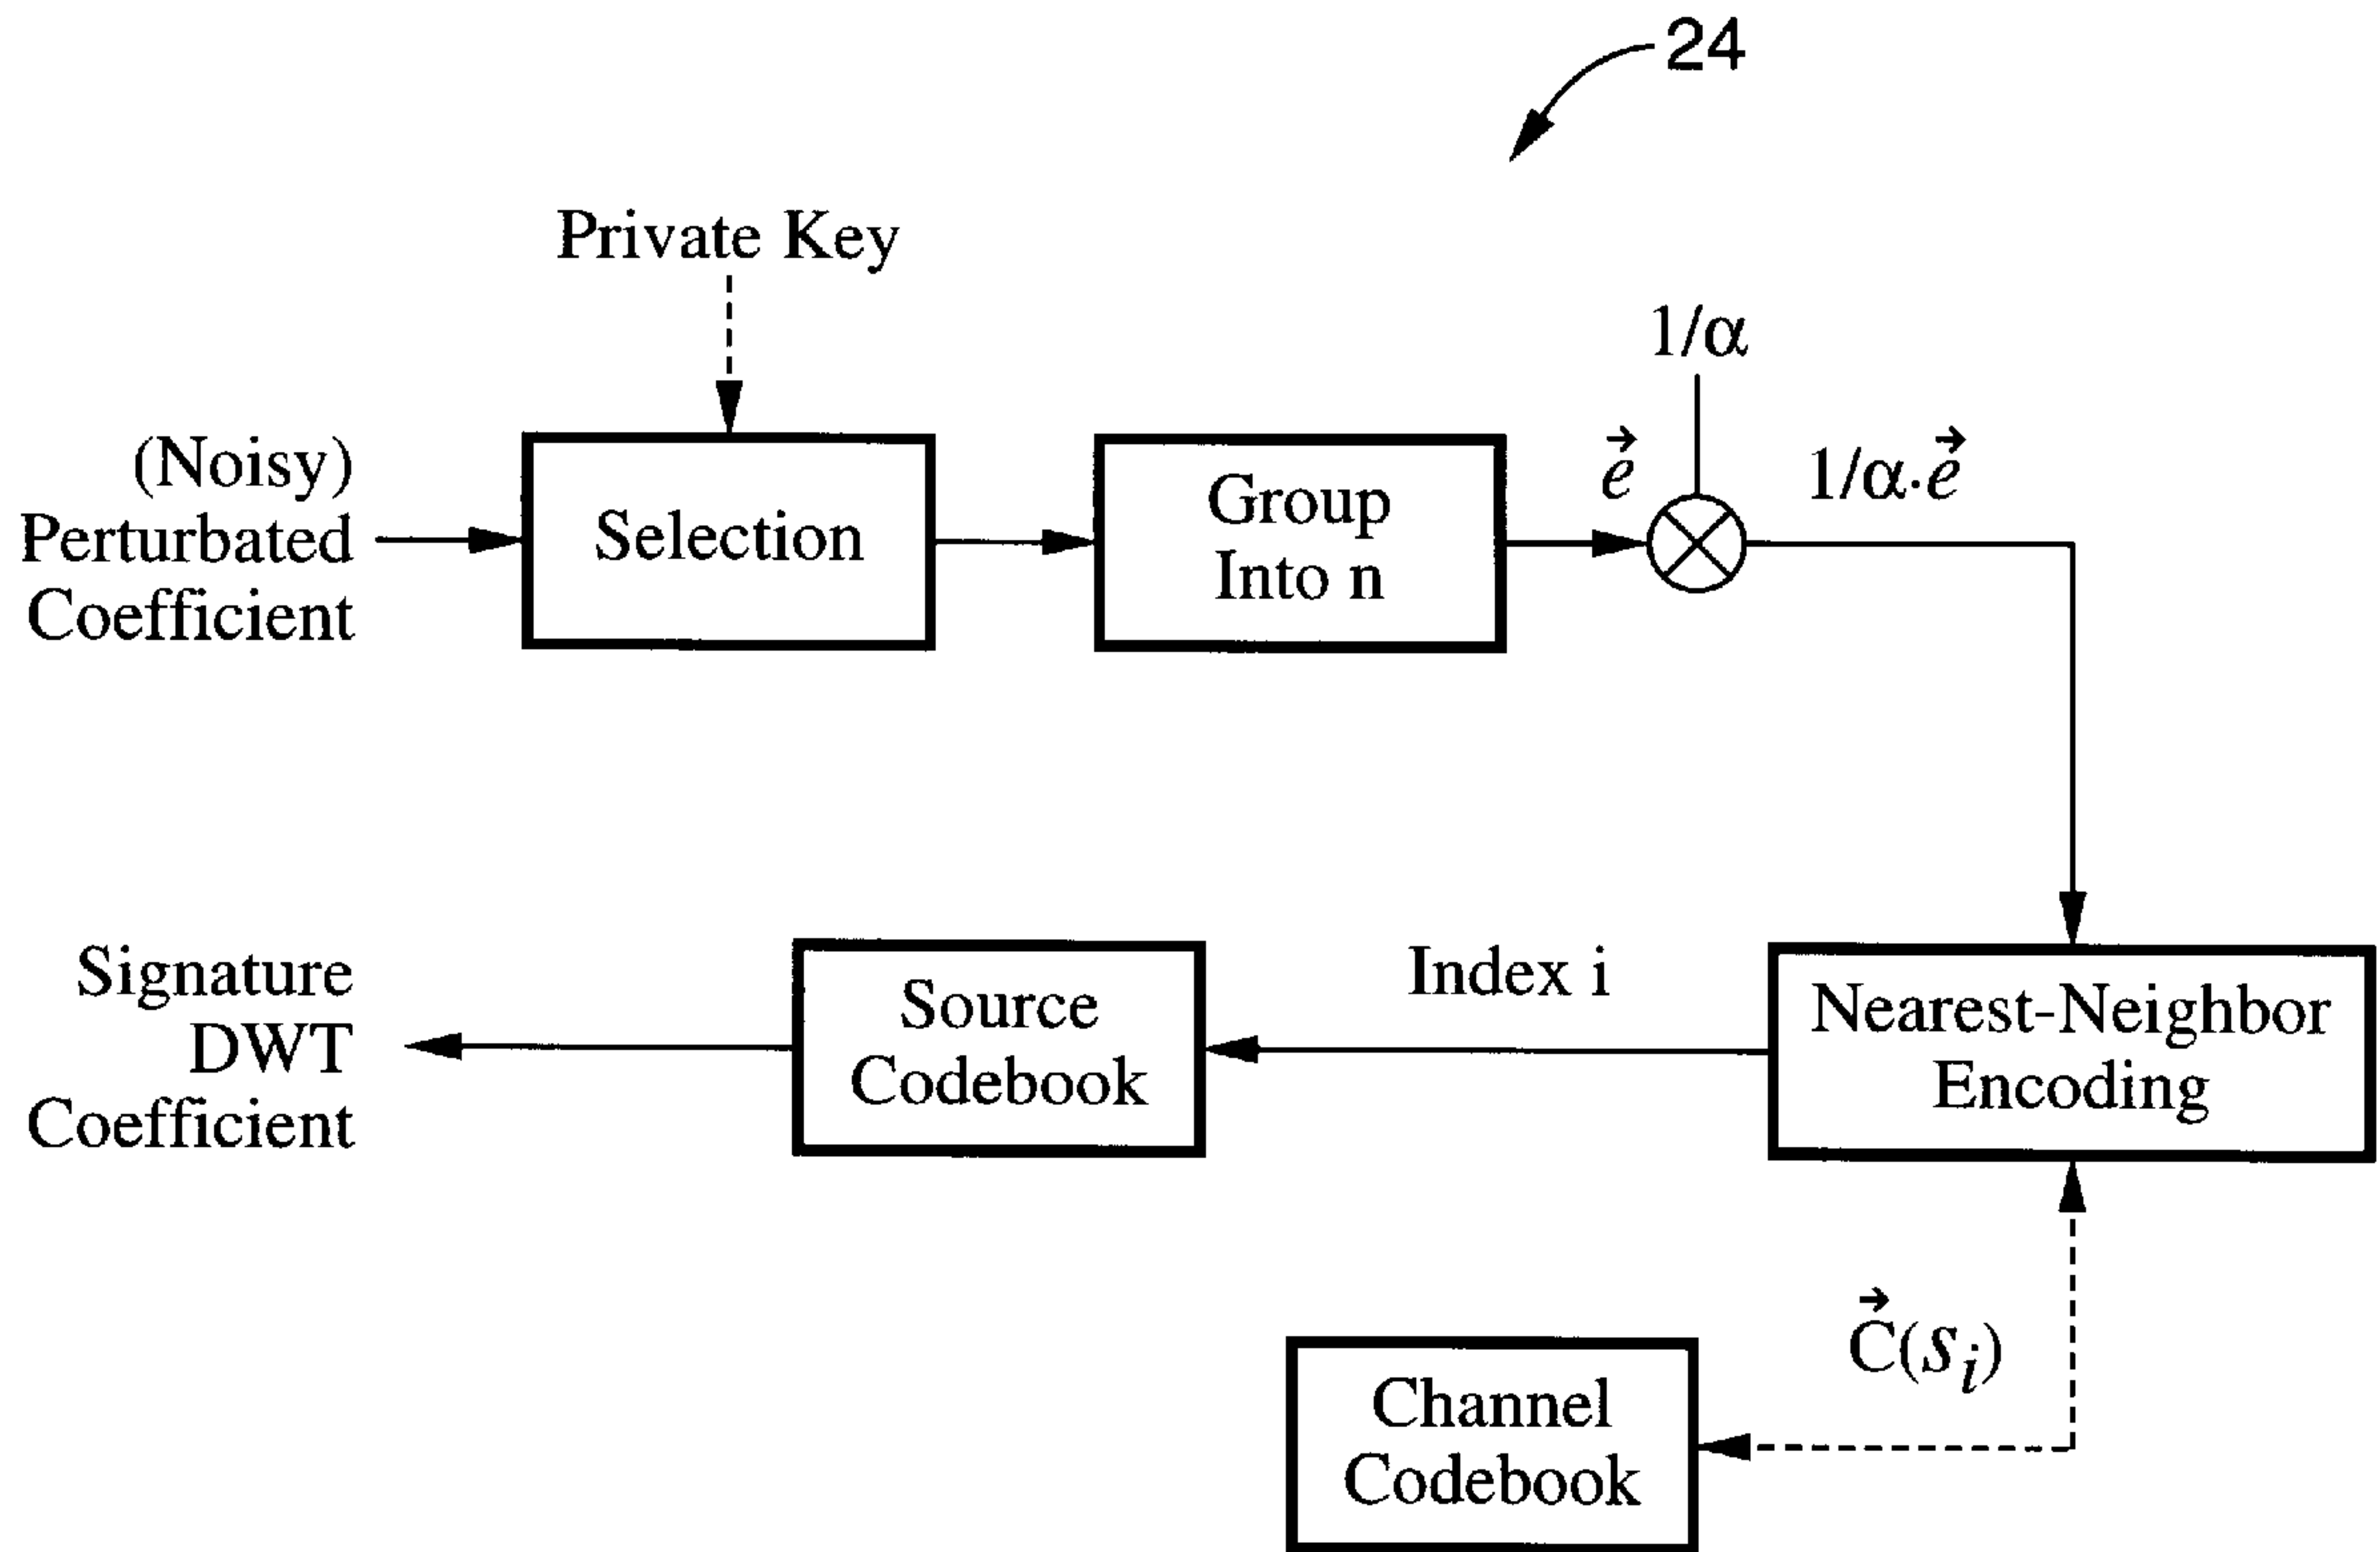 24
Private Key
(Noisy)
Perturbated
Coefficient
Selection
Group
Into n
e⃗
1/α
1/α·e⃗
Nearest-Neighbor
Encoding
Index i
Source
Codebook
Signature
DWT
Coefficient
C⃗(sᵢ)
Channel
Codebook